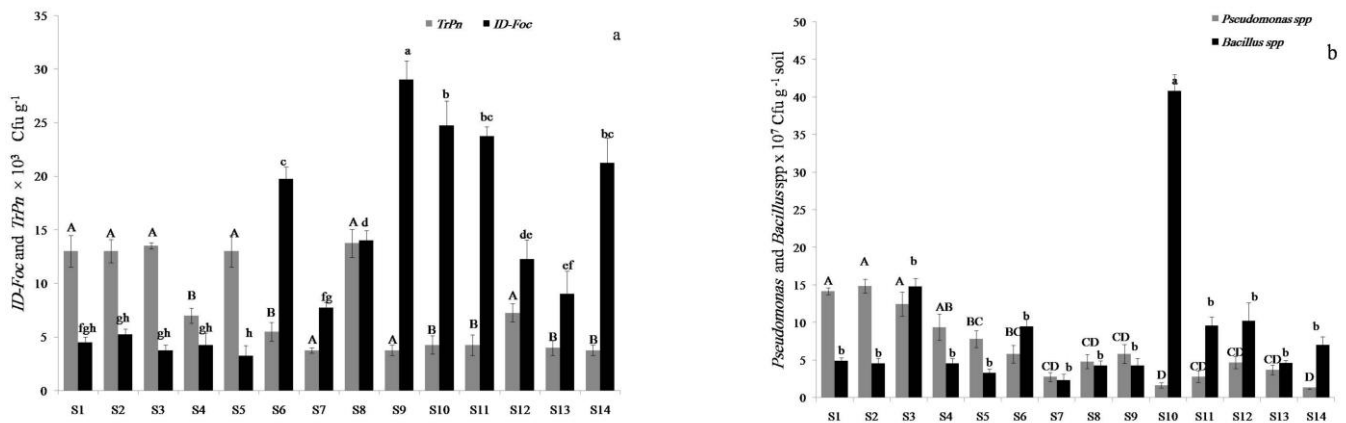 TrPn ID-Foc
a
ID-Foc and TrPn × 10³ Cfu g⁻¹
35
30
25
20
15
10
5
0
A fgh A gh A gh B gh A h B c A fg A d A a B b B bc A de B ef B bc
S1 S2 S3 S4 S5 S6 S7 S8 S9 S10 S11 S12 S13 S14
Pseudomonas spp
Bacillus spp
b
Pseudomonas and Bacillus spp x 10⁷ Cfu g⁻¹ soil
50
45
40
35
30
25
20
15
10
5
0
A b A b A b AB b BC b BC b CD b CD b CD b D a CD b CD b CD b D b
S1 S2 S3 S4 S5 S6 S7 S8 S9 S10 S11 S12 S13 S14